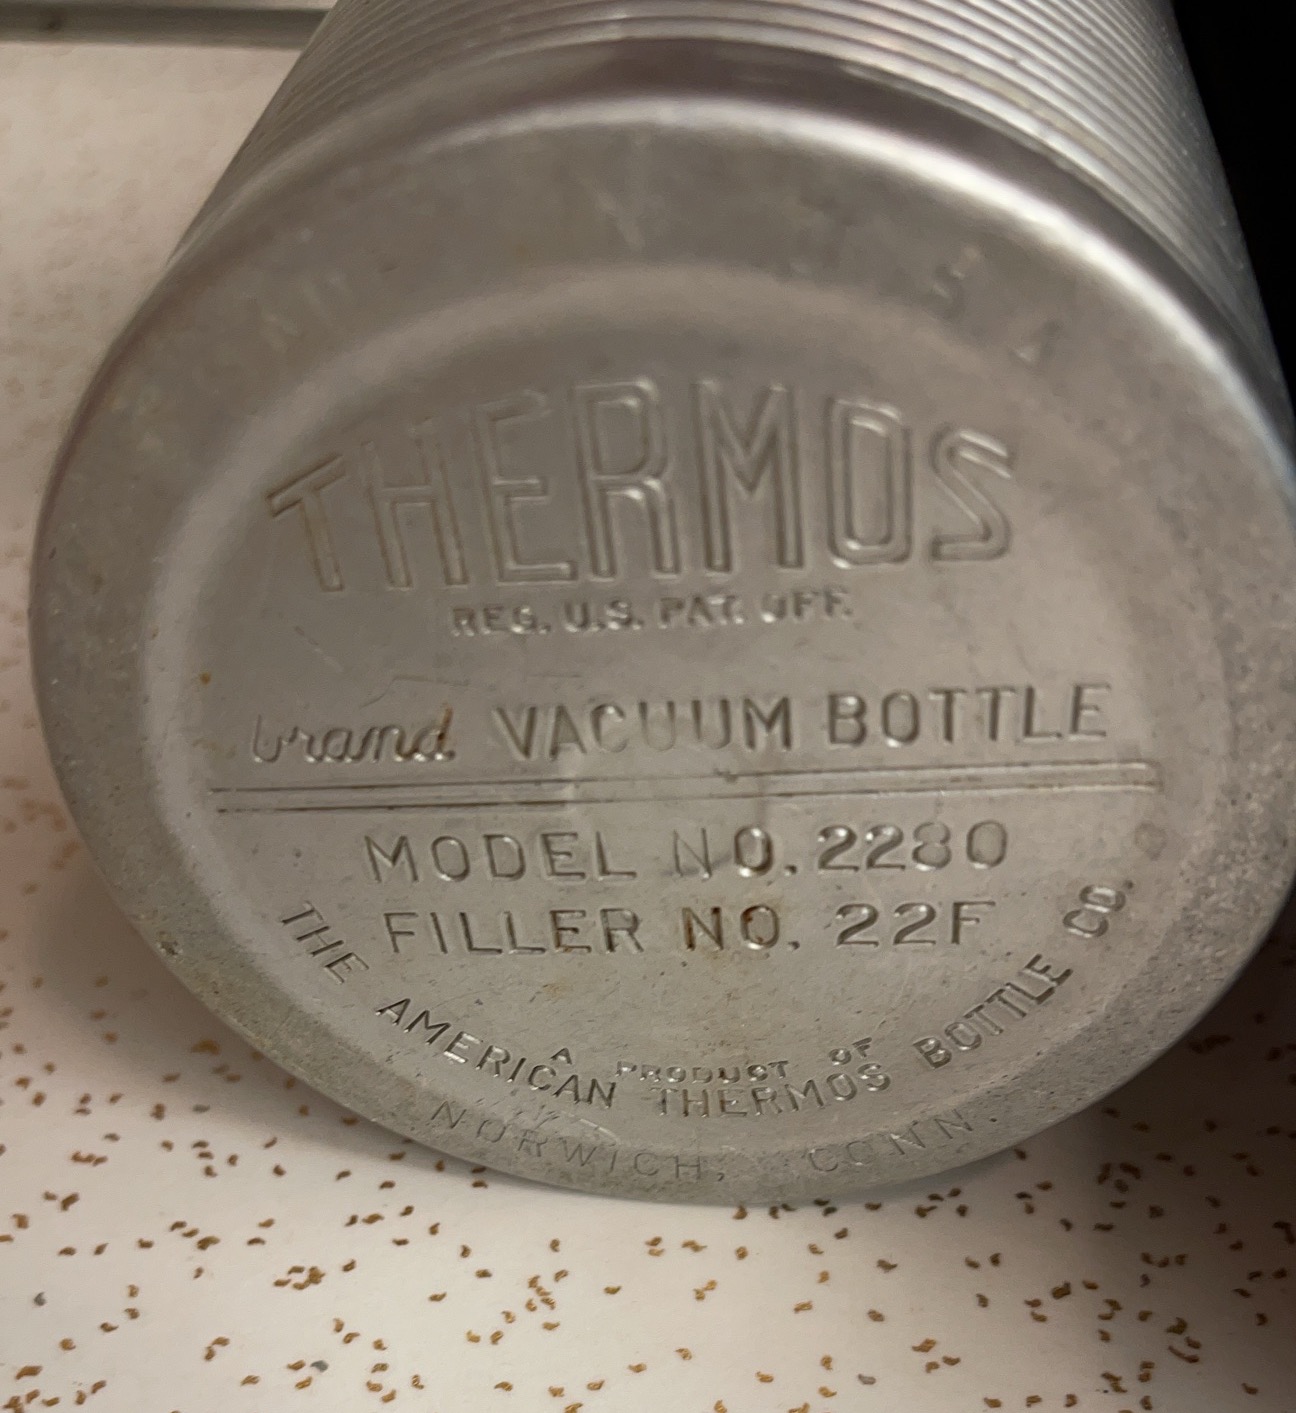 THERMOS
REG. U.S. PAT. OFF.
brand VACUUM BOTTLE
MODEL NO. 2280
FILLER NO. 22F
A PRODUCT OF
THE AMERICAN THERMOS BOTTLE CO.
NORWICH, CONN.